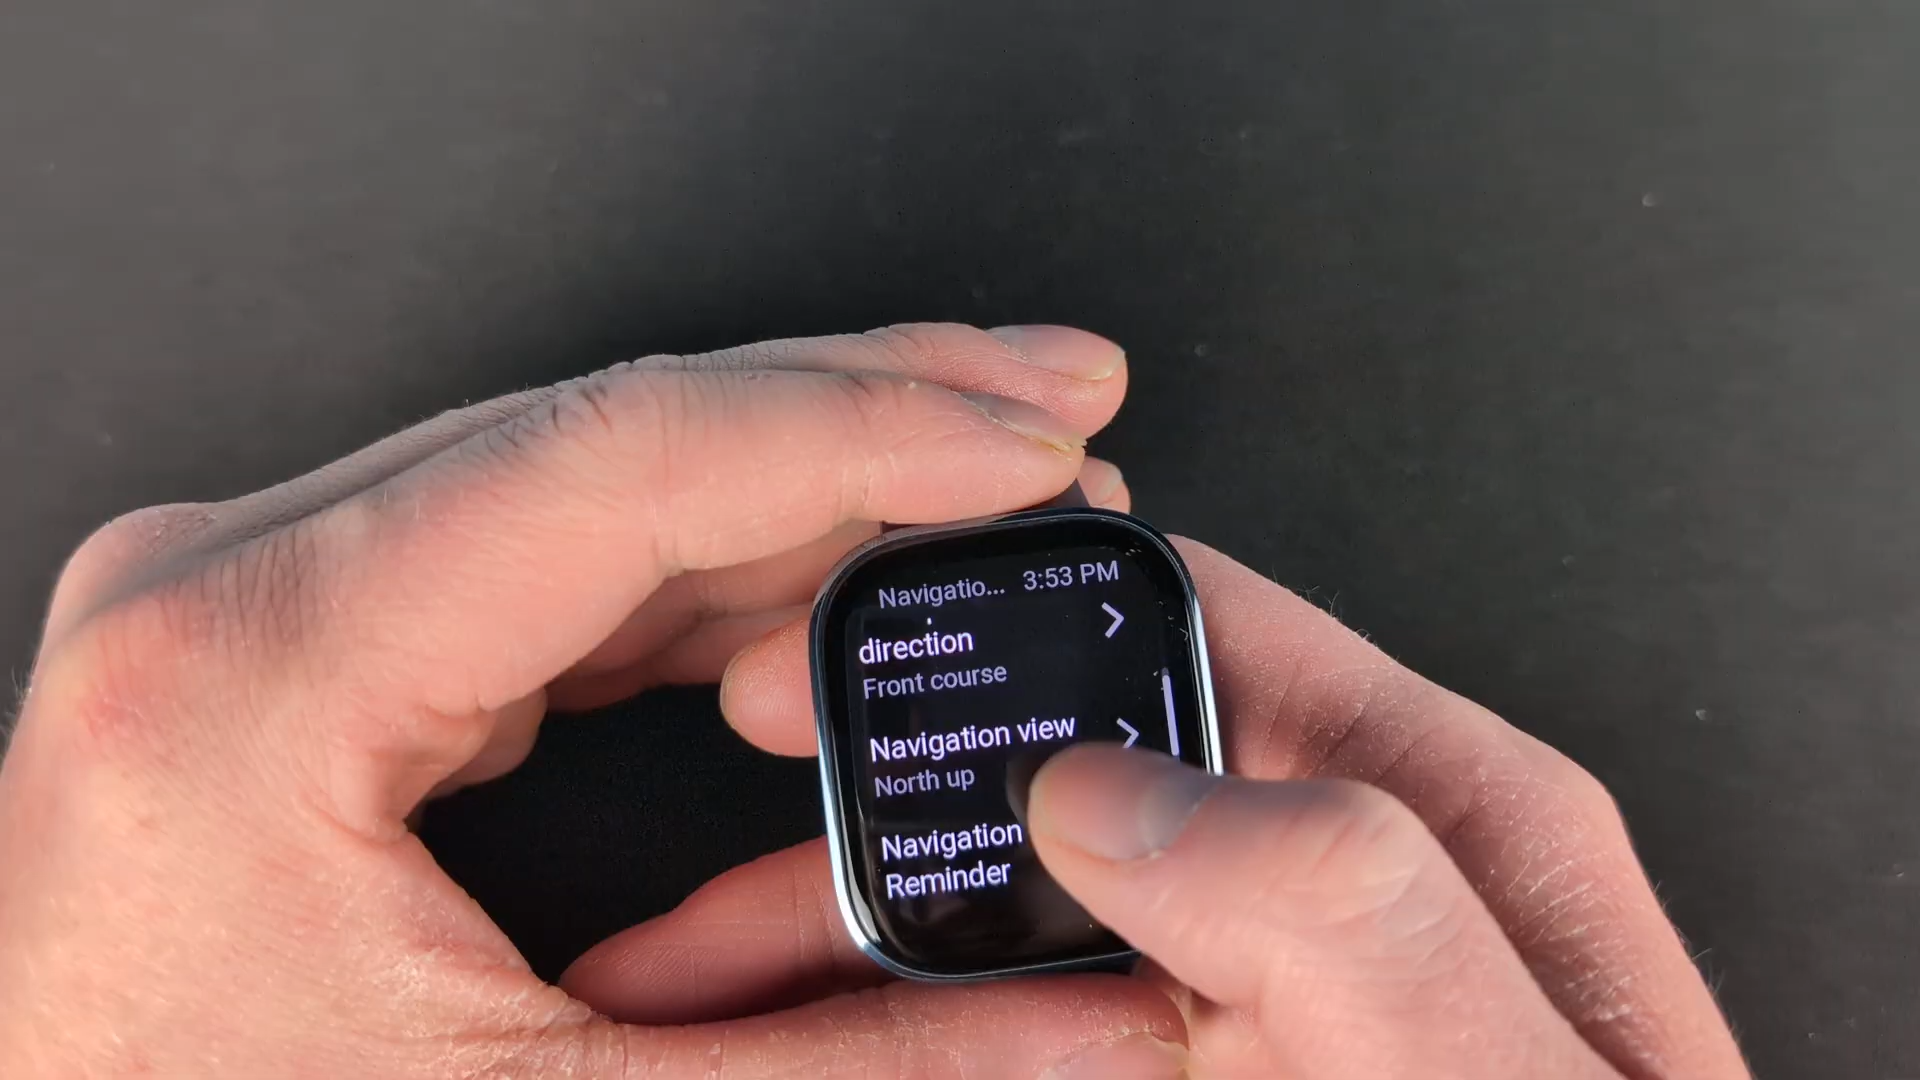 Navigatio... 3:53 PM
direction
Front course
Navigation view
North up
Navigation
Reminder